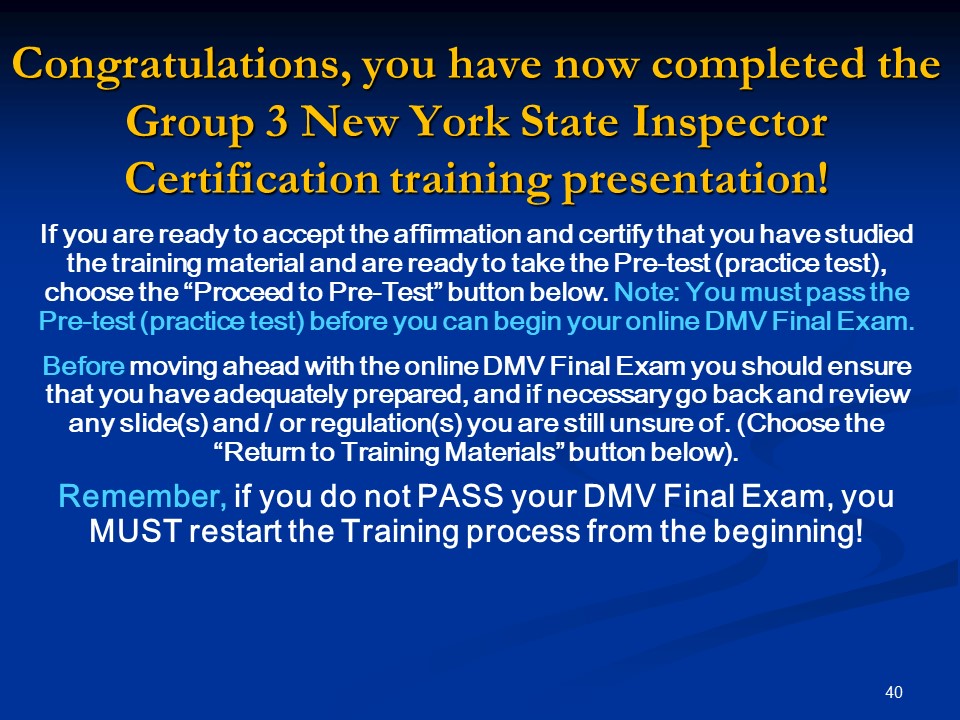 Congratulations, you have now completed the
Group 3 New York State Inspector
Certification training presentation!
If you are ready to accept the affirmation and certify that you have studied
the training material and are ready to take the Pre-test (practice test),
choose the “Proceed to Pre-Test” button below. Note: You must pass the
Pre-test (practice test) before you can begin your online DMV Final Exam.
Before moving ahead with the online DMV Final Exam you should ensure
that you have adequately prepared, and if necessary go back and review
any slide(s) and / or regulation(s) you are still unsure of. (Choose the
“Return to Training Materials” button below).
Remember, if you do not PASS your DMV Final Exam, you
MUST restart the Training process from the beginning!
40